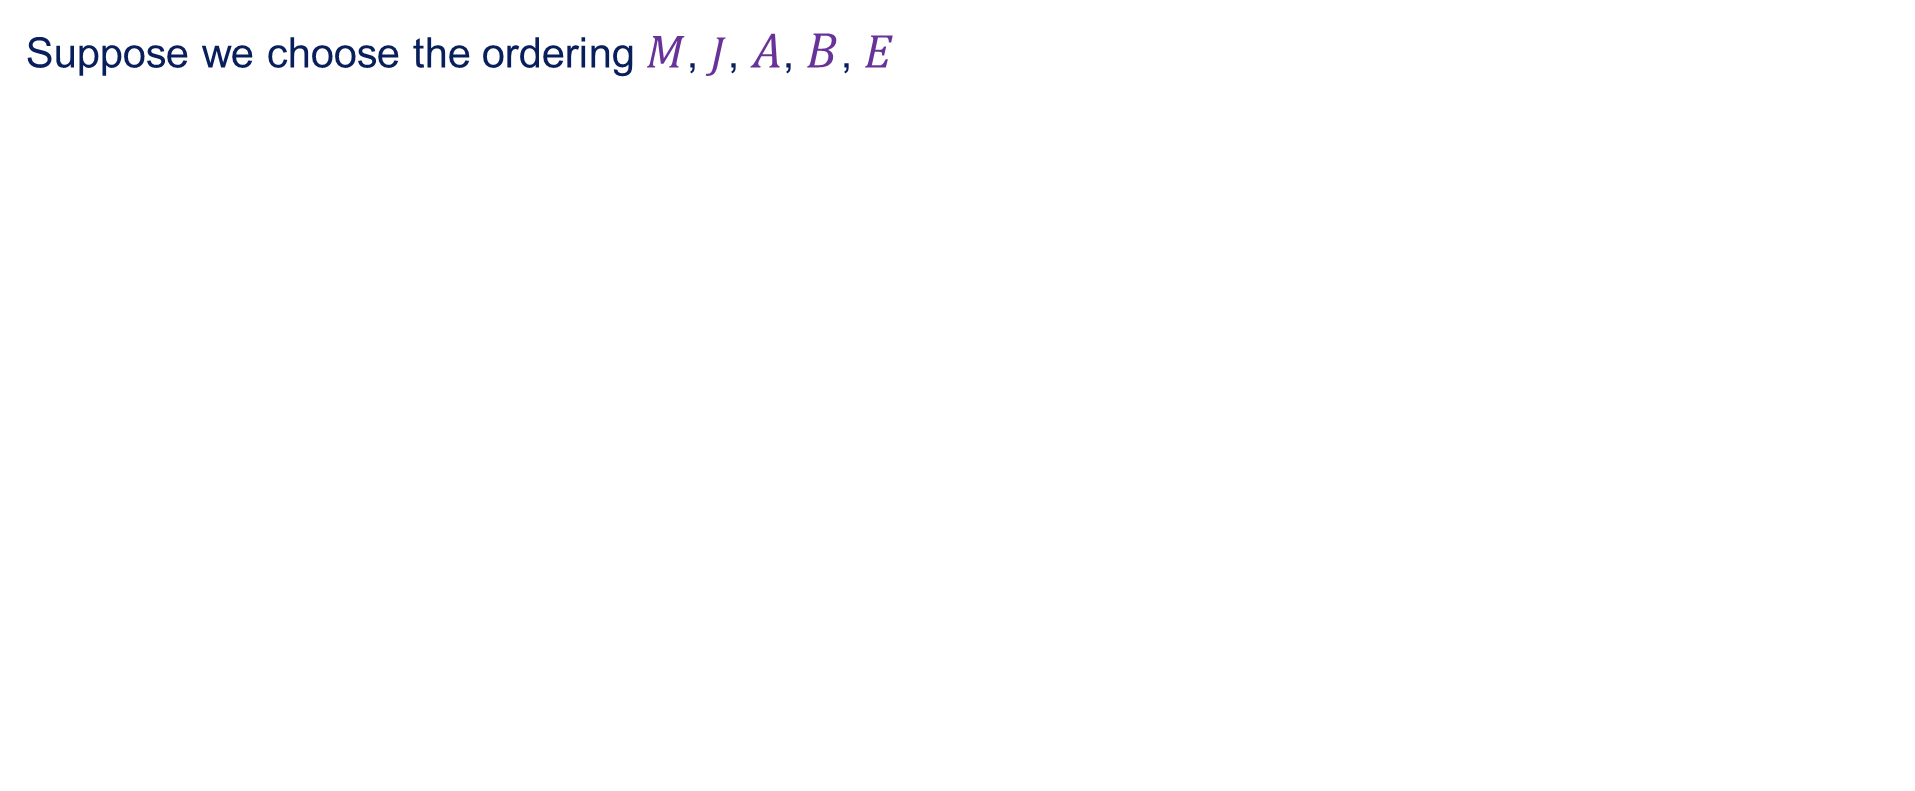 Suppose we choose the ordering M, J, A, B, E